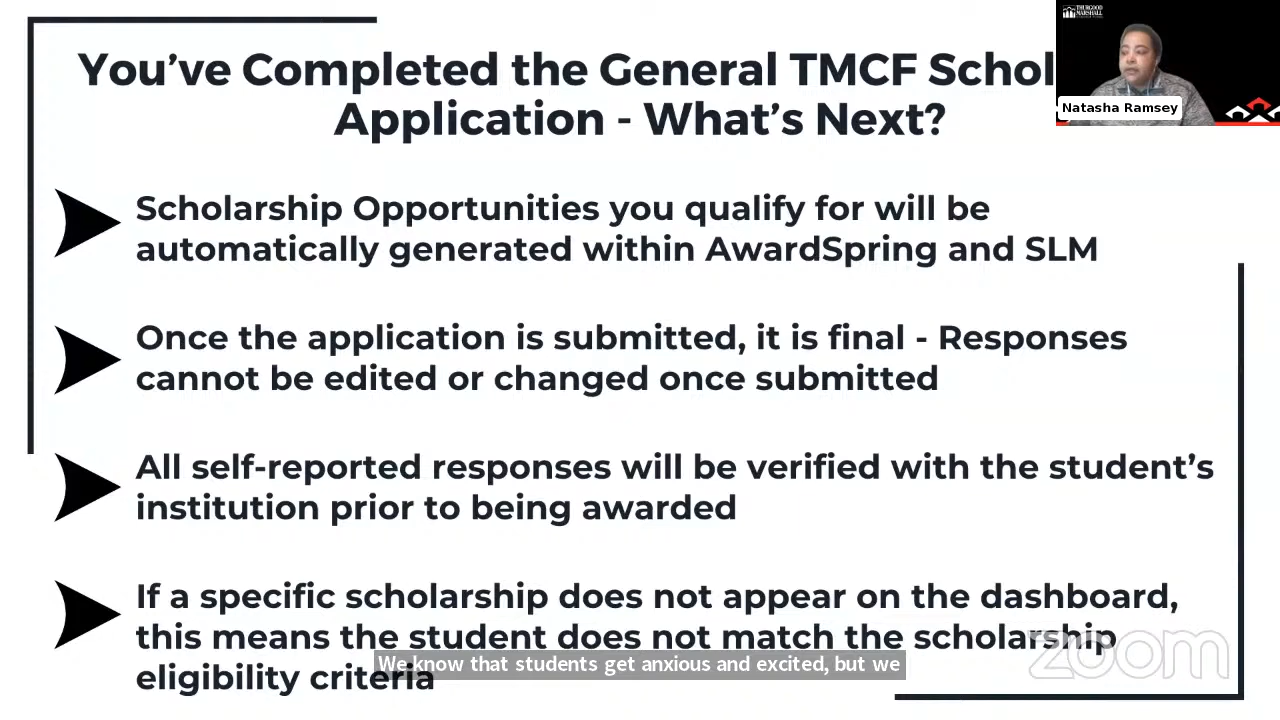 You’ve Completed the General TMCF Schol
Application - What’s Next?
THURGOOD
MARSHALL
Natasha Ramsey
Scholarship Opportunities you qualify for will be
automatically generated within AwardSpring and SLM
Once the application is submitted, it is final - Responses
cannot be edited or changed once submitted
All self-reported responses will be verified with the student’s
institution prior to being awarded
If a specific scholarship does not appear on the dashboard,
this means the student does not match the scholarship
eligibility criteria
We know that students get anxious and excited, but we
zoom